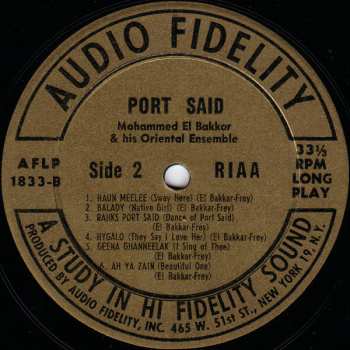 AUDIO FIDELITY
PORT SAID
Mohammed El Bakkar
& his Oriental Ensemble
AFLP
1833-B
Side 2
RIAA
33⅓
RPM
LONG
PLAY
1. HAUN MEELEE (Sway Here) (El Bakkar-Frey)
2. BALADY (Native Girl) (El Bakkar-Frey)
3. RAIKS PORT SAID (Dance of Port Said)
(El Bakkar-Frey)
4. HYGALO (They Say I Love Her) (El Bakkar-Frey)
5. GEENA GHANNEELAK (I Sing of Thee)
(El Bakkar-Frey)
6. AH YA ZAIN (Beautiful One)
(El Bakkar-Frey)
A STUDY IN HI FIDELITY SOUND
PRODUCED BY AUDIO FIDELITY, INC. 465 W. 51st ST., NEW YORK 19, N.Y.